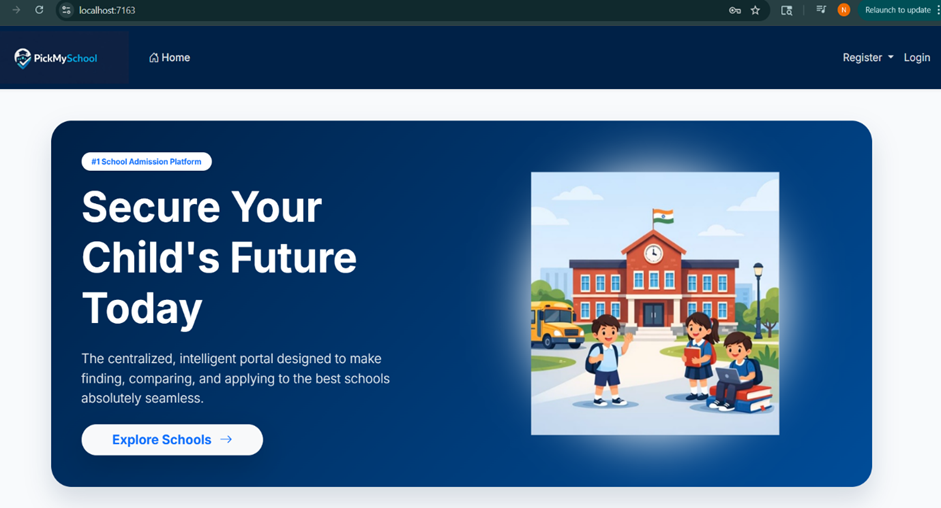 localhost:7163
N
Relaunch to update
PickMySchool
Home
Register
Login
#1 School Admission Platform
Secure Your
Child's Future
Today
The centralized, intelligent portal designed to make
finding, comparing, and applying to the best schools
absolutely seamless.
Explore Schools →